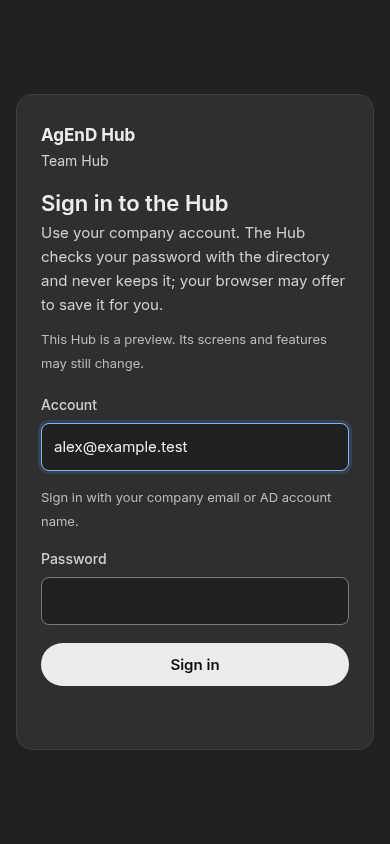 AgEnD Hub
Team Hub
Sign in to the Hub
Use your company account. The Hub
checks your password with the directory
and never keeps it; your browser may offer
to save it for you.
This Hub is a preview. Its screens and features
may still change.
Account
alex@example.test
Sign in with your company email or AD account
name.
Password
Sign in